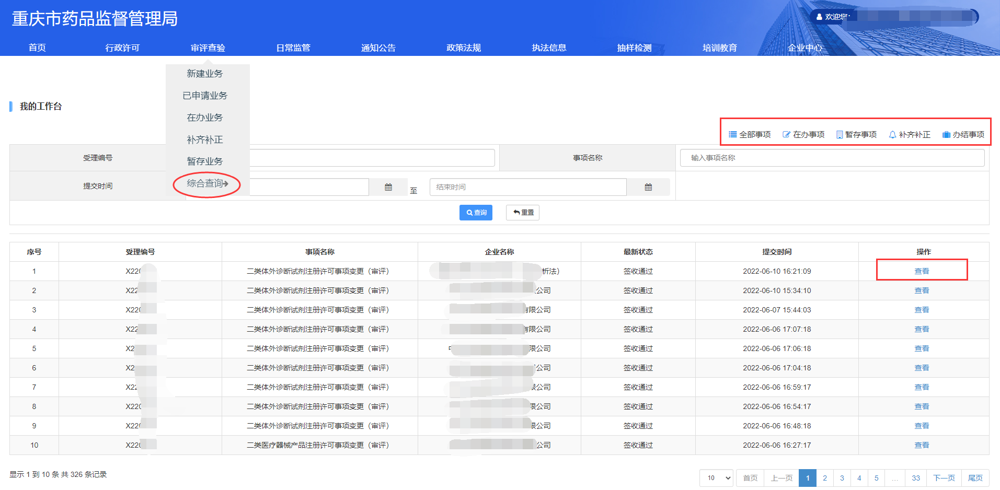 重庆市药品监督管理局
欢迎您:
首页 行政许可 审评查验 日常监管 通知公告 政策法规 执法信息 抽样检测 培训教育 企业中心
新建业务
已申请业务
在办业务
补齐补正
暂存业务
综合查询
我的工作台
全部事项 在办事项 暂存事项 补齐补正 办结事项
受理编号 事项名称 输入事项名称
提交时间 至 结束时间
查询 重置
序号 受理编号 事项名称 企业名称 最新状态 提交时间 操作
1 X220 二类体外诊断试剂注册许可事项变更（审评） 析法） 签收通过 2022-06-10 16:21:09 查看
2 X22 二类体外诊断试剂注册许可事项变更（审评） 公司 签收通过 2022-06-10 15:34:10 查看
3 X220 二类体外诊断试剂注册许可事项变更（审评） 有限公司 签收通过 2022-06-07 15:44:03 查看
4 X22 二类体外诊断试剂注册许可事项变更（审评） 有限公司 签收通过 2022-06-06 17:07:18 查看
5 X2 二类体外诊断试剂注册许可事项变更（审评） 限公司 签收通过 2022-06-06 17:06:18 查看
6 X2 二类体外诊断试剂注册许可事项变更（审评） 公司 签收通过 2022-06-06 17:04:18 查看
7 X22 二类体外诊断试剂注册许可事项变更（审评） 限公司 签收通过 2022-06-06 16:59:17 查看
8 X220 二类体外诊断试剂注册许可事项变更（审评） 限公司 签收通过 2022-06-06 16:54:17 查看
9 X220 二类体外诊断试剂注册许可事项变更（审评） 限公司 签收通过 2022-06-06 16:48:18 查看
10 X220 二类医疗器械产品注册许可事项变更（审评） 公司 签收通过 2022-06-06 16:27:17 查看
显示 1 到 10 条 共 326 条记录
10 首页 上一页 1 2 3 4 5 … 33 下一页 尾页